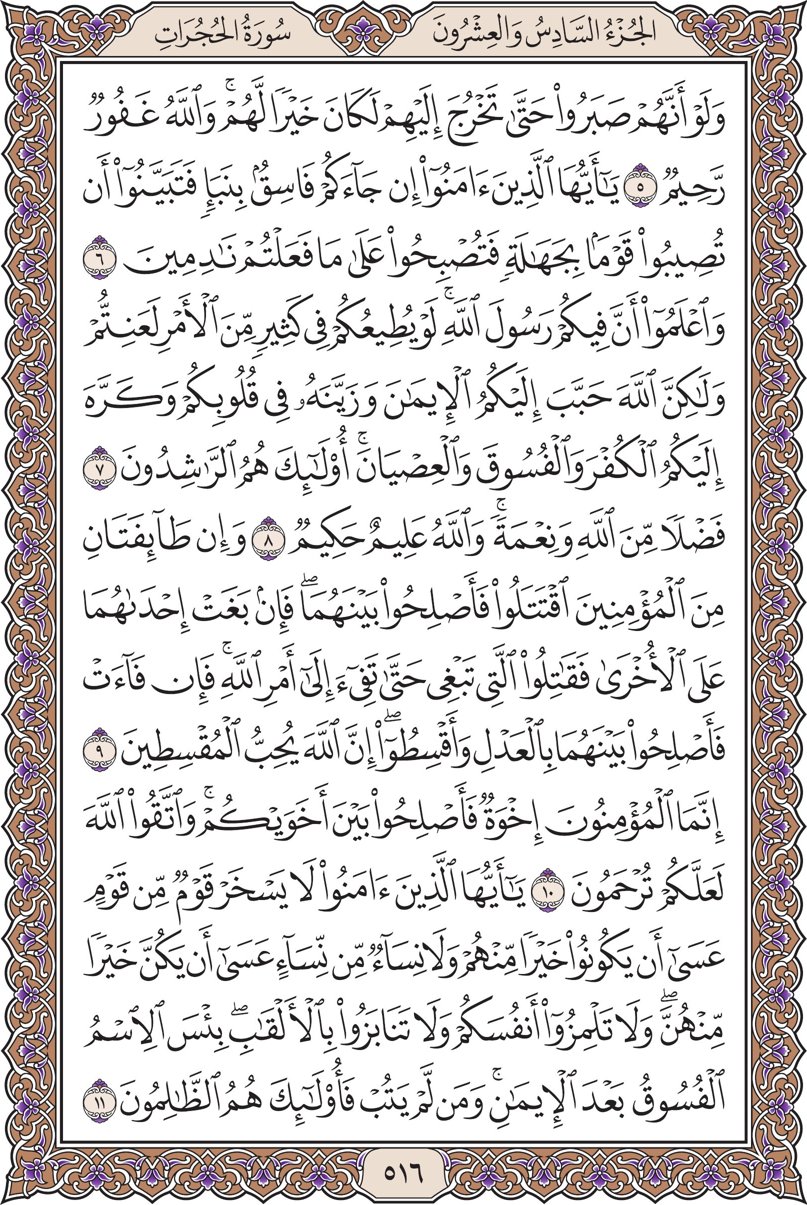 الجُزْءُ السَّادِسُ وَالعِشْرُونَ
سُورَةُ الحُجُرَاتِ
وَلَوْ أَنَّهُمْ صَبَرُوا۟ حَتَّىٰ تَخْرُجَ إِلَيْهِمْ لَكَانَ خَيْرًا لَّهُمْ ۚ وَٱللَّهُ غَفُورٌ
رَّحِيمٌ ٥ يَـٰٓأَيُّهَا ٱلَّذِينَ ءَامَنُوٓا۟ إِن جَآءَكُمْ فَاسِقٌۢ بِنَبَإٍ فَتَبَيَّنُوٓا۟ أَن
تُصِيبُوا۟ قَوْمًۢا بِجَهَـٰلَةٍ فَتُصْبِحُوا۟ عَلَىٰ مَا فَعَلْتُمْ نَـٰدِمِينَ ٦
وَٱعْلَمُوٓا۟ أَنَّ فِيكُمْ رَسُولَ ٱللَّهِ ۚ لَوْ يُطِيعُكُمْ فِى كَثِيرٍ مِّنَ ٱلْأَمْرِ لَعَنِتُّمْ
وَلَـٰكِنَّ ٱللَّهَ حَبَّبَ إِلَيْكُمُ ٱلْإِيمَـٰنَ وَزَيَّنَهُۥ فِى قُلُوبِكُمْ وَكَرَّهَ
إِلَيْكُمُ ٱلْكُفْرَ وَٱلْفُسُوقَ وَٱلْعِصْيَانَ ۚ أُو۟لَـٰٓئِكَ هُمُ ٱلرَّٰشِدُونَ ٧
فَضْلًا مِّنَ ٱللَّهِ وَنِعْمَةً ۚ وَٱللَّهُ عَلِيمٌ حَكِيمٌ ٨ وَإِن طَآئِفَتَانِ
مِنَ ٱلْمُؤْمِنِينَ ٱقْتَتَلُوا۟ فَأَصْلِحُوا۟ بَيْنَهُمَا ۖ فَإِنۢ بَغَتْ إِحْدَىٰهُمَا
عَلَى ٱلْأُخْرَىٰ فَقَـٰتِلُوا۟ ٱلَّتِى تَبْغِى حَتَّىٰ تَفِىٓءَ إِلَىٰٓ أَمْرِ ٱللَّهِ ۚ فَإِن فَآءَتْ
فَأَصْلِحُوا۟ بَيْنَهُمَا بِٱلْعَدْلِ وَأَقْسِطُوٓا۟ ۖ إِنَّ ٱللَّهَ يُحِبُّ ٱلْمُقْسِطِينَ ٩
إِنَّمَا ٱلْمُؤْمِنُونَ إِخْوَةٌ فَأَصْلِحُوا۟ بَيْنَ أَخَوَيْكُمْ ۚ وَٱتَّقُوا۟ ٱللَّهَ
لَعَلَّكُمْ تُرْحَمُونَ ١٠ يَـٰٓأَيُّهَا ٱلَّذِينَ ءَامَنُوا۟ لَا يَسْخَرْ قَوْمٌ مِّن قَوْمٍ
عَسَىٰٓ أَن يَكُونُوا۟ خَيْرًا مِّنْهُمْ وَلَا نِسَآءٌ مِّن نِّسَآءٍ عَسَىٰٓ أَن يَكُنَّ خَيْرًا
مِّنْهُنَّ ۖ وَلَا تَلْمِزُوٓا۟ أَنفُسَكُمْ وَلَا تَنَابَزُوا۟ بِٱلْأَلْقَـٰبِ ۖ بِئْسَ ٱلِٱسْمُ
ٱلْفُسُوقُ بَعْدَ ٱلْإِيمَـٰنِ ۚ وَمَن لَّمْ يَتُبْ فَأُو۟لَـٰٓئِكَ هُمُ ٱلظَّـٰلِمُونَ ١١
٥١٦